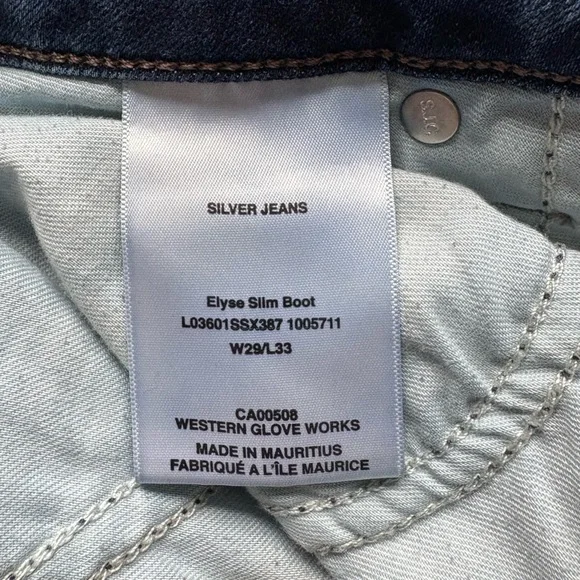 S.J.C.
SILVER JEANS
Elyse Slim Boot
L03601SSX387 1005711
W29/L33
CA00508
WESTERN GLOVE WORKS
MADE IN MAURITIUS
FABRIQUÉ A L'ÎLE MAURICE